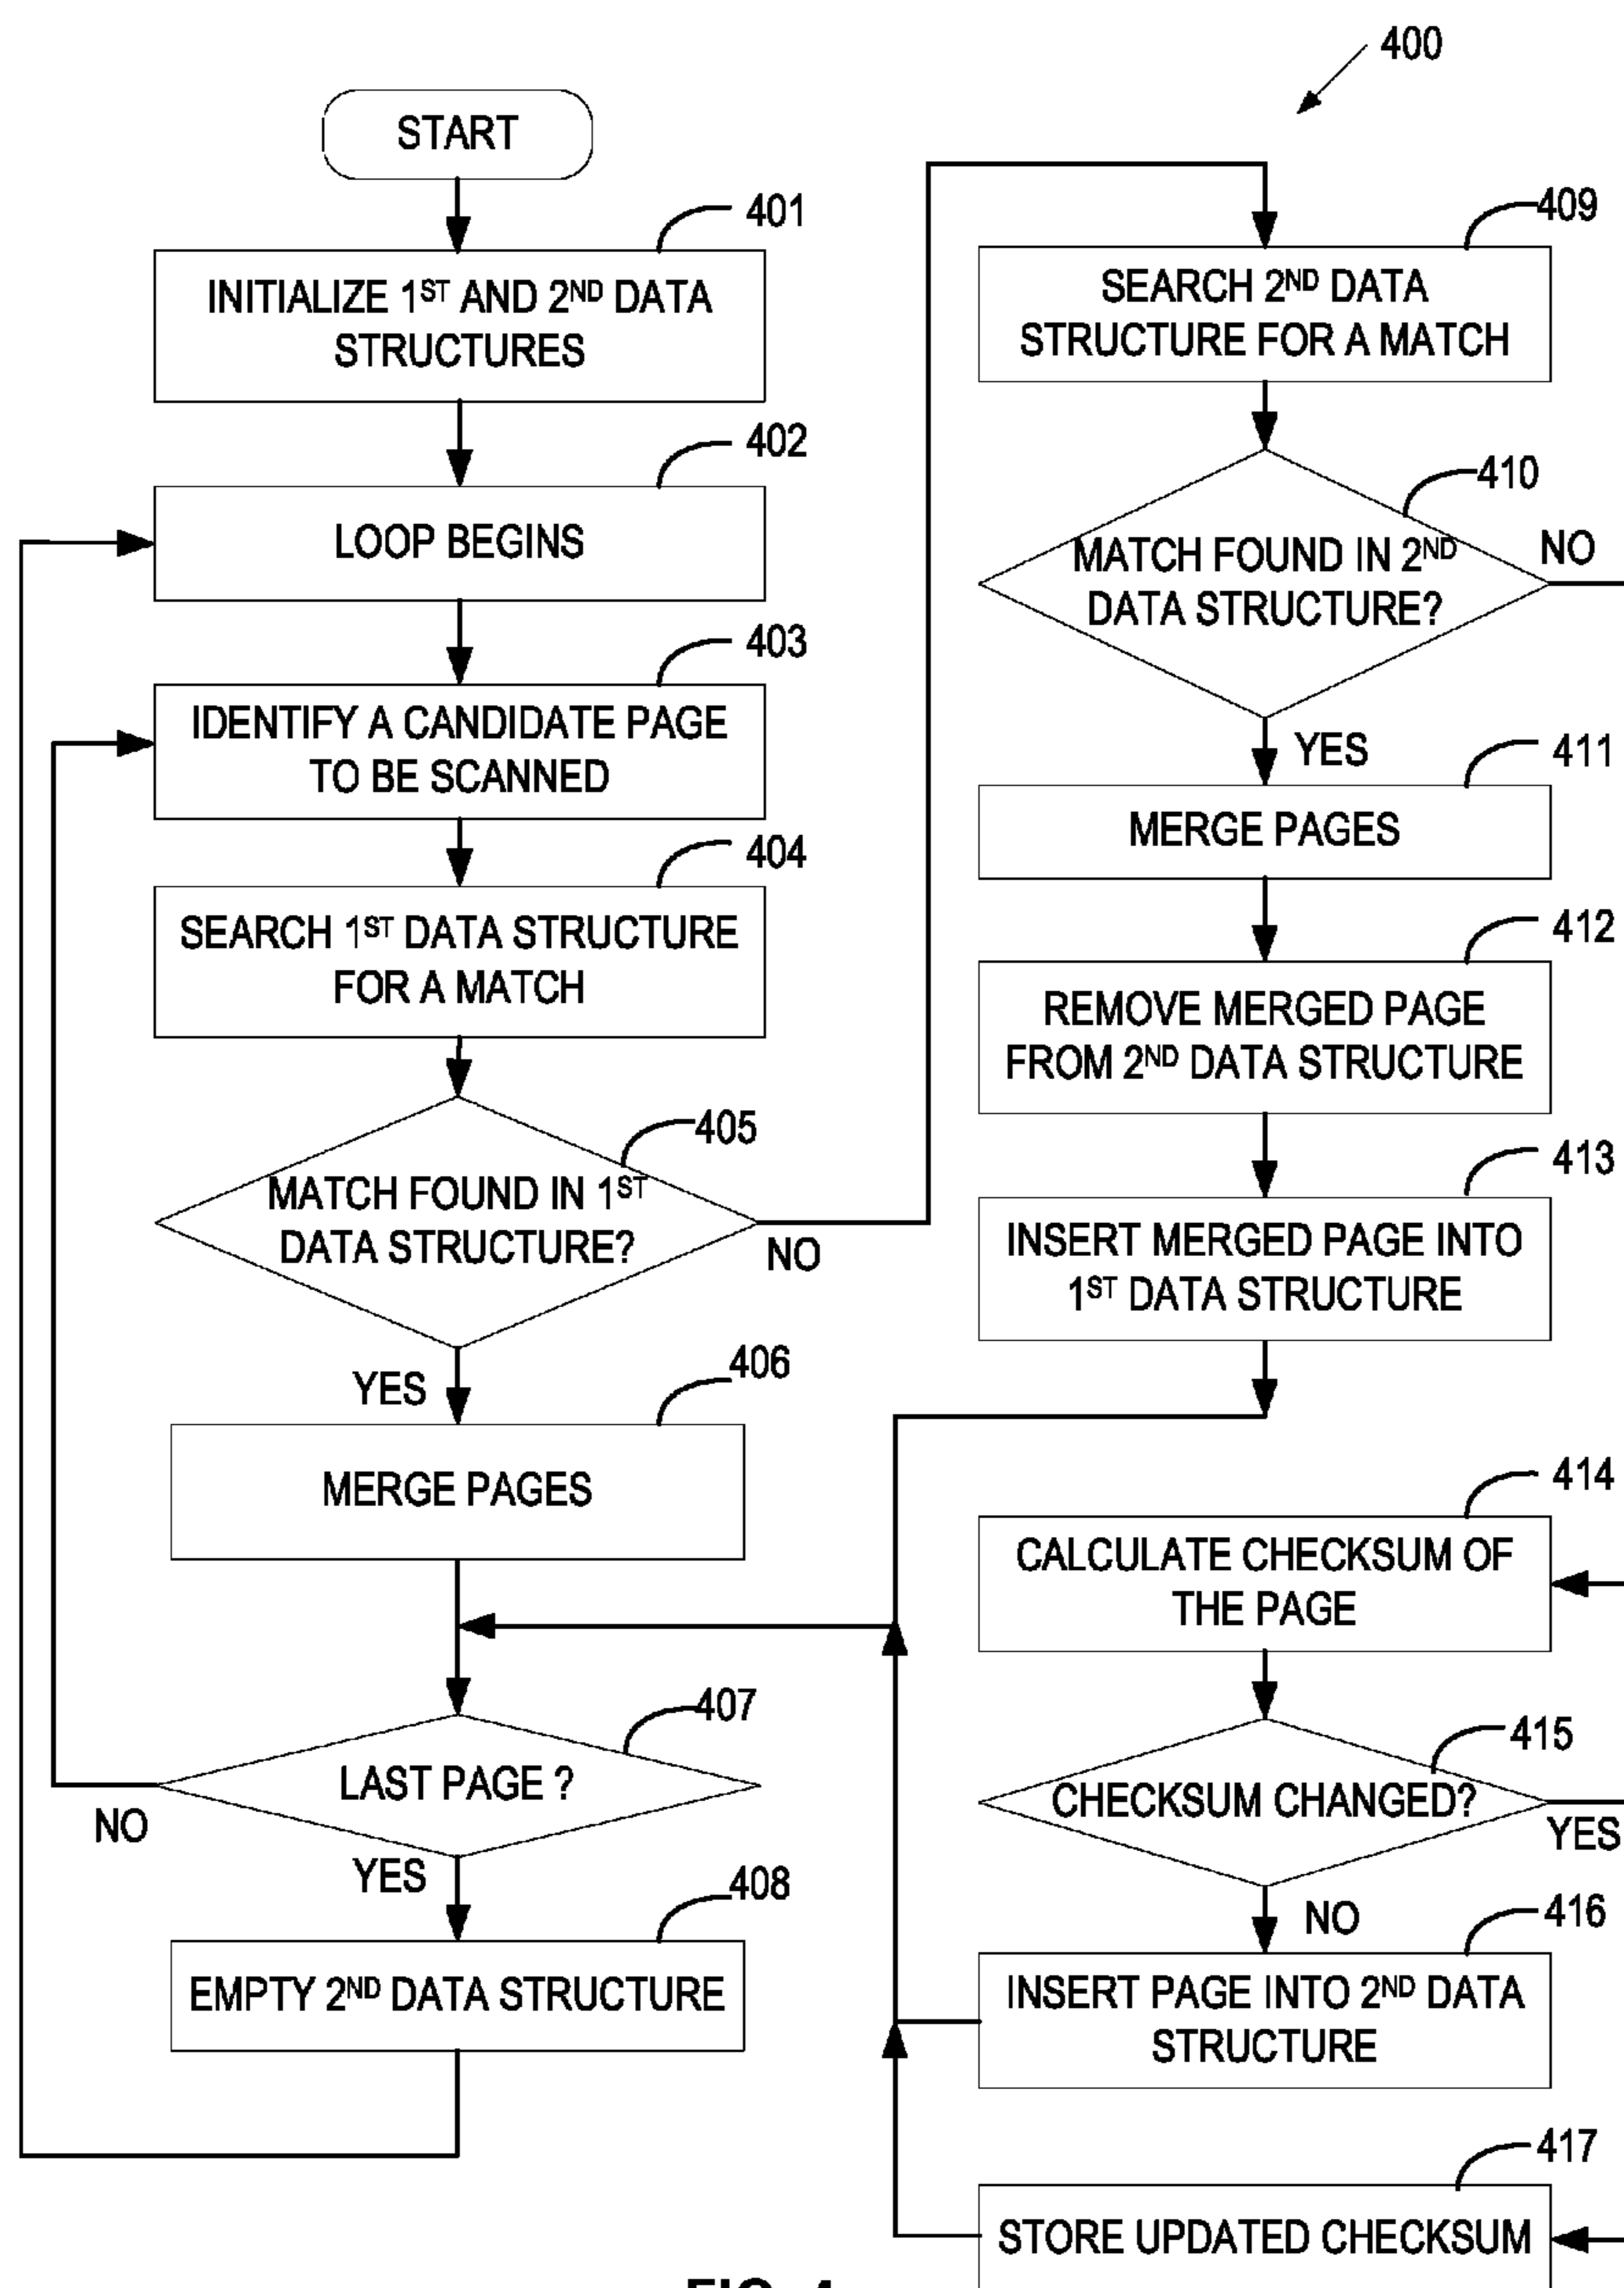 400
START
401
INITIALIZE 1ST AND 2ND DATA
STRUCTURES
402
LOOP BEGINS
403
IDENTIFY A CANDIDATE PAGE
TO BE SCANNED
404
SEARCH 1ST DATA STRUCTURE
FOR A MATCH
405
MATCH FOUND IN 1ST
DATA STRUCTURE?
NO
YES
406
MERGE PAGES
407
LAST PAGE ?
NO
YES
408
EMPTY 2ND DATA STRUCTURE
409
SEARCH 2ND DATA
STRUCTURE FOR A MATCH
410
MATCH FOUND IN 2ND
DATA STRUCTURE?
NO
YES
411
MERGE PAGES
412
REMOVE MERGED PAGE
FROM 2ND DATA STRUCTURE
413
INSERT MERGED PAGE INTO
1ST DATA STRUCTURE
414
CALCULATE CHECKSUM OF
THE PAGE
415
CHECKSUM CHANGED?
YES
NO
416
INSERT PAGE INTO 2ND DATA
STRUCTURE
417
STORE UPDATED CHECKSUM